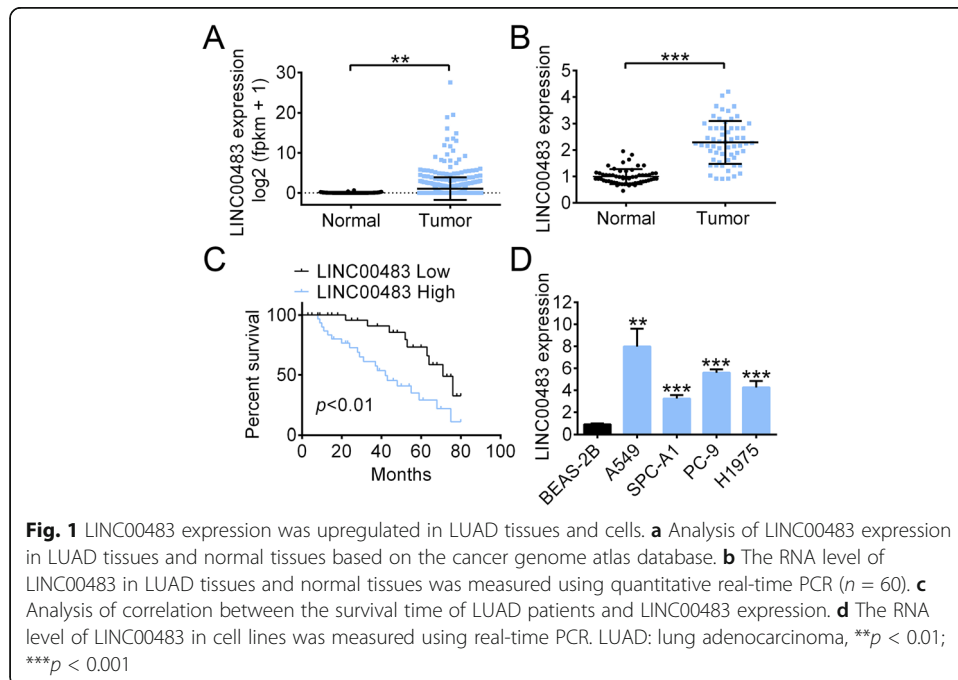 A
LINC00483 expression
log2 (fpkm + 1)
30
20
10
0
**
Normal
Tumor
B
LINC00483 expression
5
4
3
2
1
0
***
Normal
Tumor
C
LINC00483 Low
LINC00483 High
Percent survival
100
50
0
p<0.01
0
20
40
60
80
100
Months
D
LINC00483 expression
12
10
8
6
4
2
0
**
***
***
***
BEAS-2B
A549
SPC-A1
PC-9
H1975
Fig. 1 LINC00483 expression was upregulated in LUAD tissues and cells. a Analysis of LINC00483 expression
in LUAD tissues and normal tissues based on the cancer genome atlas database. b The RNA level of
LINC00483 in LUAD tissues and normal tissues was measured using quantitative real-time PCR (n = 60). c
Analysis of correlation between the survival time of LUAD patients and LINC00483 expression. d The RNA
level of LINC00483 in cell lines was measured using real-time PCR. LUAD: lung adenocarcinoma, **p < 0.01;
***p < 0.001